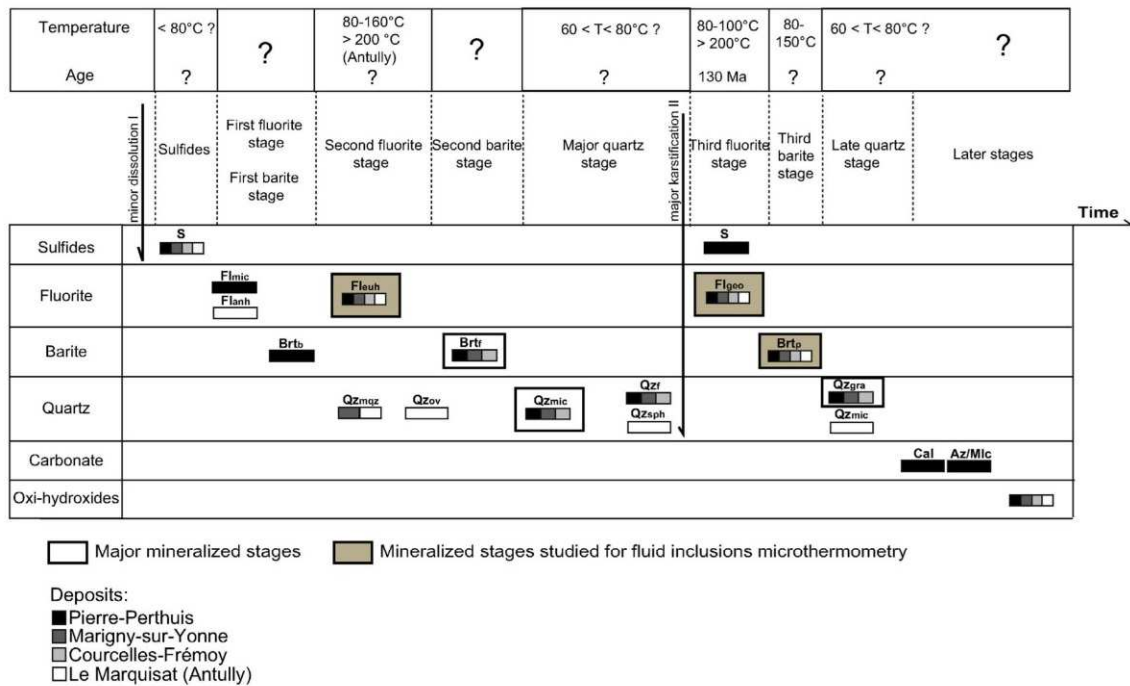 Temperature
< 80°C ?
?
80-160°C
> 200 °C
(Antully)
?
60 < T< 80°C ?
80-100°C
> 200°C
80-
150°C
60 < T< 80°C ?
?
Age
?
?
?
130 Ma
?
?
minor dissolution I
Sulfides
First fluorite
stage
First barite
stage
Second fluorite
stage
Second barite
stage
Major quartz
stage
major karstification II
Third fluorite
stage
Third
barite
stage
Late quartz
stage
Later stages
Time
Sulfides
S
S
Fluorite
Flmic
Flanh
Fleuh
Flgeo
Barite
Brtb
Brtf
Brtp
Quartz
Qzmqz
Qzov
Qzmic
Qzf
Qzsph
Qzgra
Qzmic
Carbonate
Cal
Az/Mlc
Oxi-hydroxides
Major mineralized stages
Mineralized stages studied for fluid inclusions microthermometry
Deposits:
Pierre-Perthuis
Marigny-sur-Yonne
Courcelles-Frémoy
Le Marquisat (Antully)